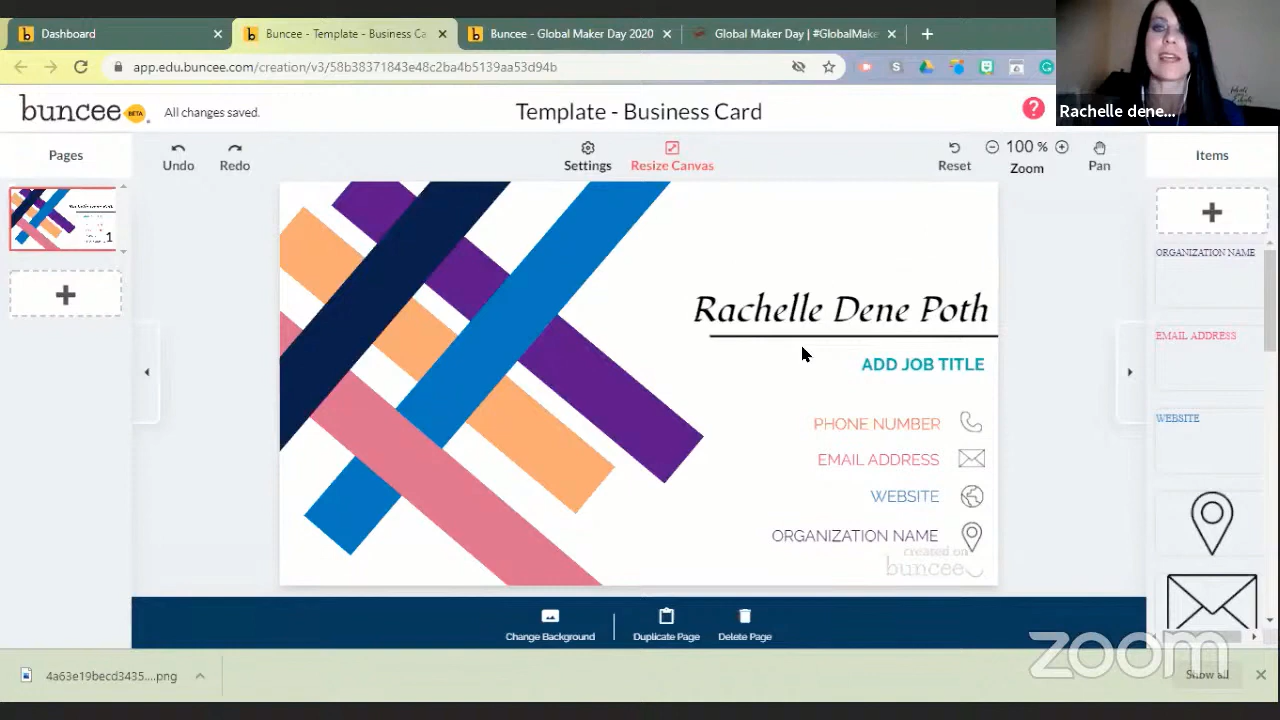 Dashboard
Buncee - Template - Business Ca
Buncee - Global Maker Day 2020
Global Maker Day | #GlobalMake
app.edu.buncee.com/creation/v3/58b38371843e48c2ba4b5139aa53d94b
Rachelle dene...
buncee BETA
All changes saved.
Template - Business Card
Pages
Undo
Redo
Settings
Resize Canvas
Reset
100 %
Zoom
Pan
Items
1
ORGANIZATION NAME
EMAIL ADDRESS
WEBSITE
Rachelle Dene Poth
ADD JOB TITLE
PHONE NUMBER
EMAIL ADDRESS
WEBSITE
ORGANIZATION NAME
created on
buncee
Change Background
Duplicate Page
Delete Page
4a63e19becd3435....png
Show all
zoom